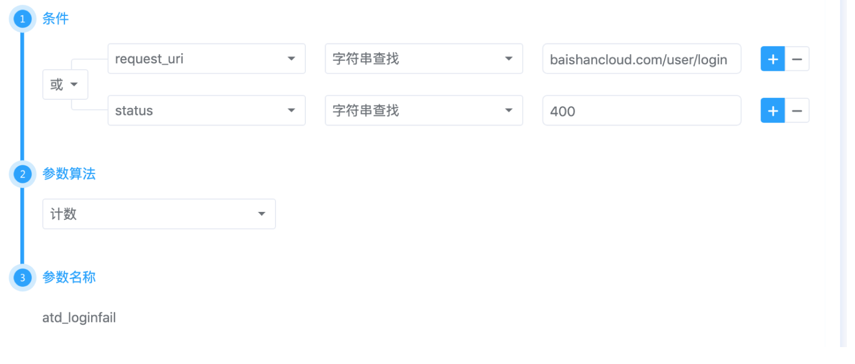 1 条件
request_uri 字符串查找 baishancloud.com/user/login + −
或
status 字符串查找 400 + −
2 参数算法
计数
3 参数名称
atd_loginfail